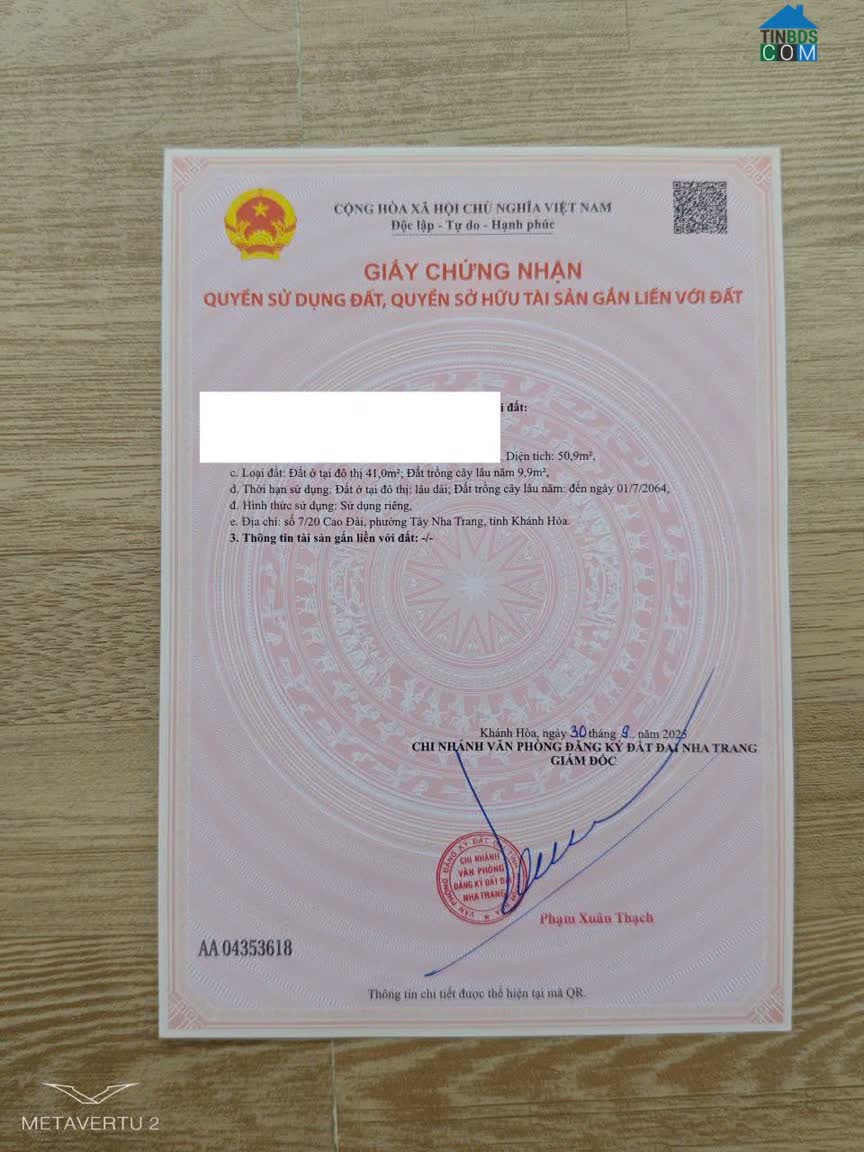 TINBDS
COM
CỘNG HÒA XÃ HỘI CHỦ NGHĨA VIỆT NAM
Độc lập - Tự do - Hạnh phúc
GIẤY CHỨNG NHẬN
QUYỀN SỬ DỤNG ĐẤT, QUYỀN SỞ HỮU TÀI SẢN GẮN LIỀN VỚI ĐẤT
đất:
Diện tích: 50,9m²,
c. Loại đất: Đất ở tại đô thị 41,0m²; Đất trồng cây lâu năm 9,9m²,
d. Thời hạn sử dụng: Đất ở tại đô thị: lâu dài; Đất trồng cây lâu năm: đến ngày 01/7/2064,
đ. Hình thức sử dụng: Sử dụng riêng,
e. Địa chỉ: số 7/20 Cao Đài, phường Tây Nha Trang, tỉnh Khánh Hòa.
3. Thông tin tài sản gắn liền với đất: -/-
Khánh Hòa, ngày 30 tháng 9.. năm 2025
CHI NHÁNH VĂN PHÒNG ĐĂNG KÝ ĐẤT ĐAI NHA TRANG
GIÁM ĐỐC
CHI NHÁNH
VĂN PHÒNG
ĐĂNG KÝ ĐẤT ĐAI
NHA TRANG
Phạm Xuân Thạch
AA 04353618
Thông tin chi tiết được thể hiện tại mã QR.
METAVERTU 2